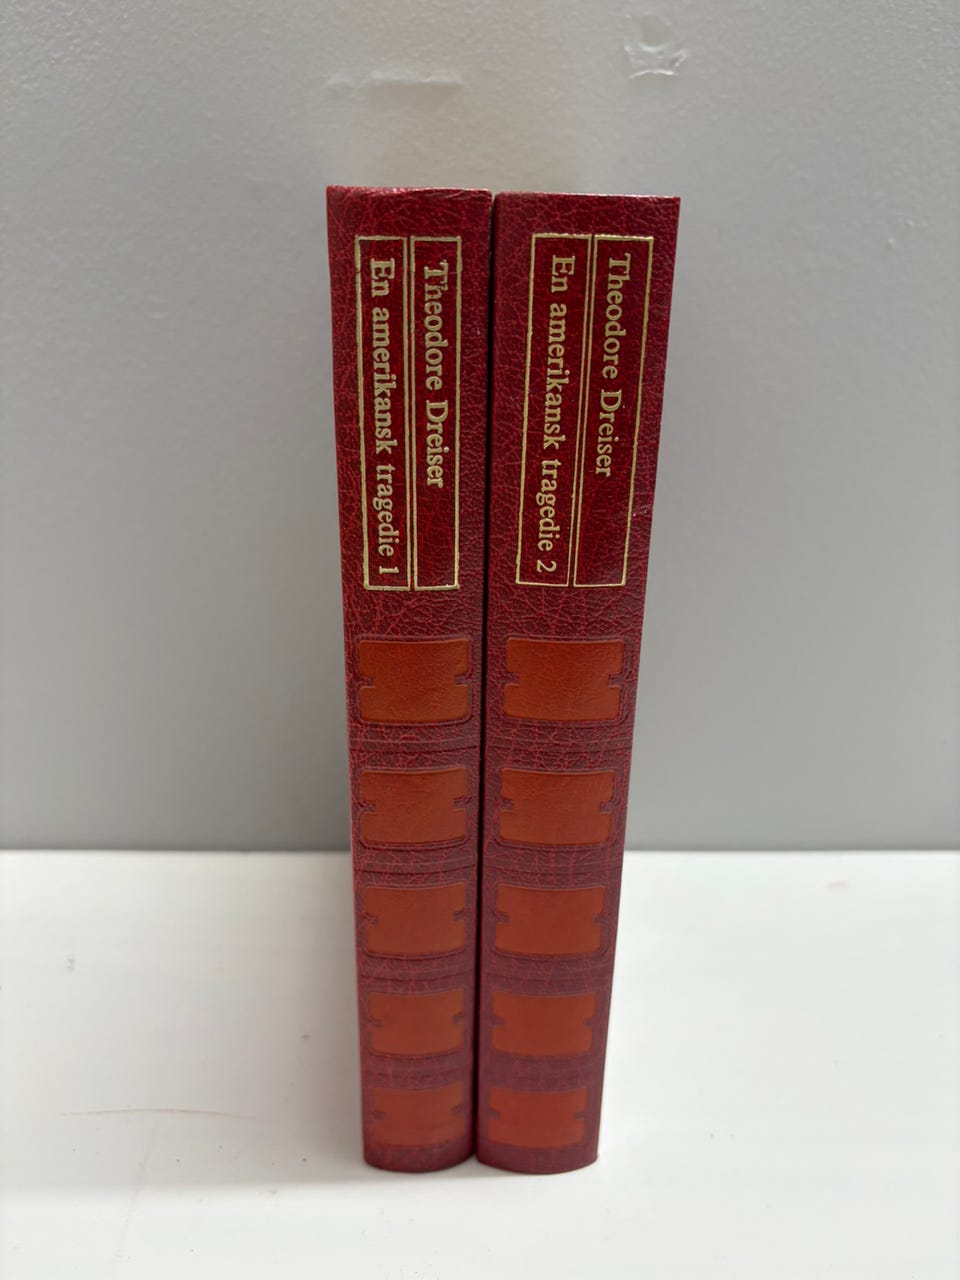 Theodore Dreiser
En amerikansk tragedie 1
Theodore Dreiser
En amerikansk tragedie 2